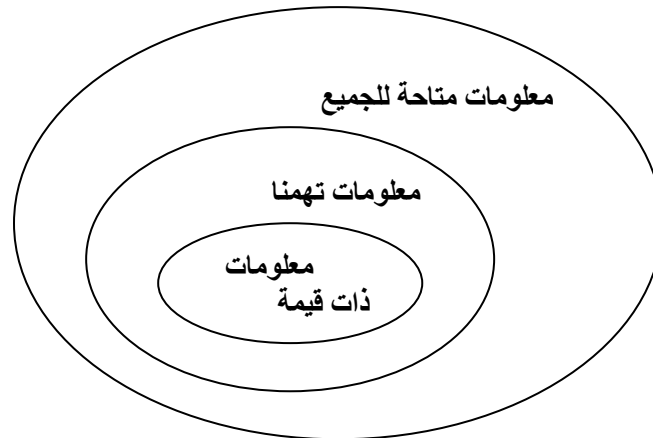 معلومات متاحة للجميع
معلومات تهمنا
معلومات
ذات قيمة